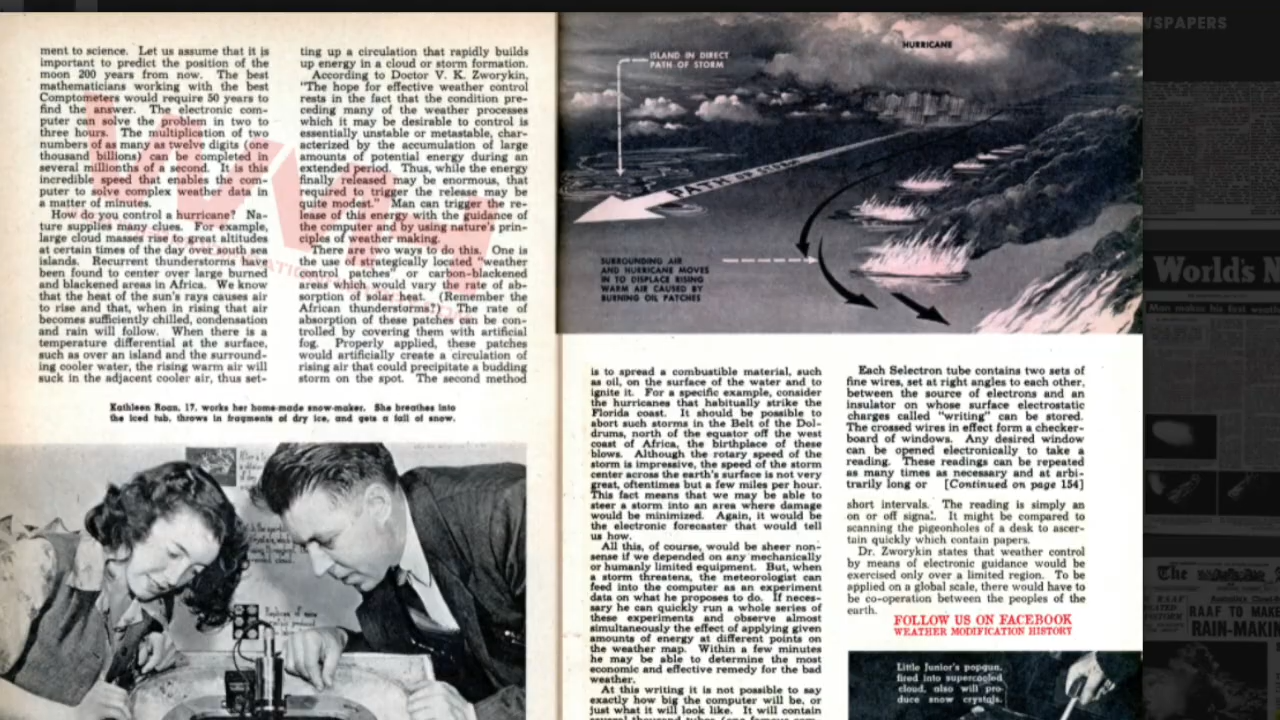 ment to science. Let us assume that it is
important to predict the position of the
moon 200 years from now. The best
mathematicians working with the best
Comptometers would require 50 years to
find the answer. The electronic com-
puter can solve the problem in two to
three hours. The multiplication of two
numbers of as many as twelve digits (one
thousand billions) can be completed in
several millionths of a second. It is this
incredible speed that enables the com-
puter to solve complex weather data in
a matter of minutes.
How do you control a hurricane? Na-
ture supplies many clues. For example,
large cloud masses rise to great altitudes
at certain times of the day over south sea
islands. Recurrent thunderstorms have
been found to center over large burned
and blackened areas in Africa. We know
that the heat of the sun's rays causes air
to rise and that, when in rising that air
becomes sufficiently chilled, condensation
and rain will follow. When there is a
temperature differential at the surface,
such as over an island and the surround-
ing cooler water, the rising warm air will
suck in the adjacent cooler air, thus set-
ting up a circulation that rapidly builds
up energy in a cloud or storm formation.
According to Doctor V. K. Zworykin,
"The hope for effective weather control
rests in the fact that the condition pre-
ceding many of the weather processes
which it may be desirable to control is
essentially unstable or metastable, char-
acterized by the accumulation of large
amounts of potential energy during an
extended period. Thus, while the energy
finally released may be enormous, that
required to trigger the release may be
quite modest." Man can trigger the re-
lease of this energy with the guidance of
the computer and by using nature's prin-
ciples of weather making.
There are two ways to do this. One is
the use of strategically located "weather
control patches" or carbon-blackened
areas which would vary the rate of ab-
sorption of solar heat. (Remember the
African thunderstorms?) The rate of
absorption of these patches can be con-
trolled by covering them with artificial
fog. Properly applied, these patches
would artificially create a circulation of
rising air that could precipitate a budding
storm on the spot. The second method
Kathleen Roan, 17, works her home-made snow-maker. She breathes into
the iced tub, throws in fragments of dry ice, and gets a fall of snow.
HURRICANE
ISLAND IN DIRECT
PATH OF STORM
PATH OF STORM
SURROUNDING AIR
AND HURRICANE MOVES
IN TO DISPLACE RISING
WARM AIR CAUSED BY
BURNING OIL PATCHES
is to spread a combustible material, such
as oil, on the surface of the water and to
ignite it. For a specific example, consider
the hurricanes that habitually strike the
Florida coast. It should be possible to
abort such storms in the Belt of the Dol-
drums, north of the equator off the west
coast of Africa, the birthplace of these
blows. Although the rotary speed of the
storm is impressive, the speed of the storm
center across the earth's surface is not very
great, oftentimes but a few miles per hour.
This fact means that we may be able to
steer a storm into an area where damage
would be minimized. Again, it would be
the electronic forecaster that would tell
us how.
All this, of course, would be sheer non-
sense if we depended on any mechanically
or humanly limited equipment. But, when
a storm threatens, the meteorologist can
feed into the computer as an experiment
data on what he proposes to do. If neces-
sary he can quickly run a whole series of
these experiments and observe almost
simultaneously the effect of applying given
amounts of energy at different points on
the weather map. Within a few minutes
he may be able to determine the most
economic and effective remedy for the bad
weather.
At this writing it is not possible to say
exactly how big the computer will be, or
just what it will look like. It will contain
several thousand tubes (one famous com-
Each Selectron tube contains two sets of
fine wires, set at right angles to each other,
between the source of electrons and an
insulator on whose surface electrostatic
charges called "writing" can be stored.
The crossed wires in effect form a checker-
board of windows. Any desired window
can be opened electronically to take a
reading. These readings can be repeated
as many times as necessary and at arbi-
trarily long or [Continued on page 154]
short intervals. The reading is simply an
on or off signal. It might be compared to
scanning the pigeonholes of a desk to ascer-
tain quickly which contain papers.
Dr. Zworykin states that weather control
by means of electronic guidance would be
exercised only over a limited region. To be
applied on a global scale, there would have to
be co-operation between the peoples of the
earth.
FOLLOW US ON FACEBOOK
WEATHER MODIFICATION HISTORY
Little Junior's popgun,
fired into supercooled
cloud, also will pro-
duce snow crystals.
WSPAPERS
World's N
Man makes his first weath
The
RAAF TO MAKE
RAIN-MAKIN